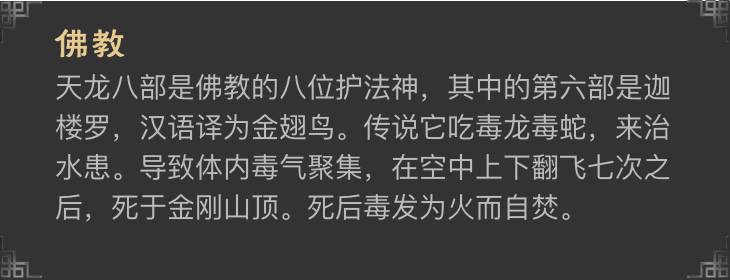 佛教
天龙八部是佛教的八位护法神，其中的第六部是迦
楼罗，汉语译为金翅鸟。传说它吃毒龙毒蛇，来治
水患。导致体内毒气聚集，在空中上下翻飞七次之
后，死于金刚山顶。死后毒发为火而自焚。